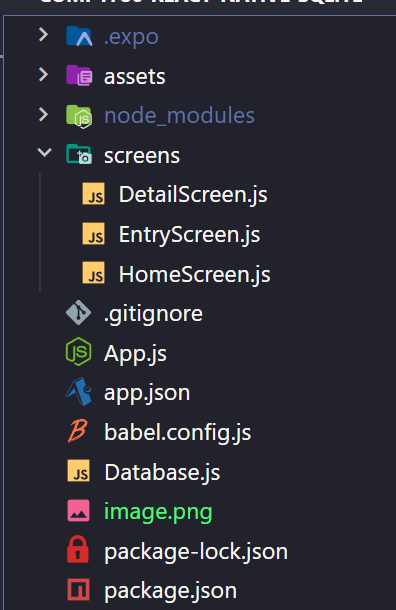 .expo
assets
node_modules
screens
JS DetailScreen.js
JS EntryScreen.js
JS HomeScreen.js
.gitignore
JS App.js
app.json
babel.config.js
JS Database.js
image.png
package-lock.json
package.json